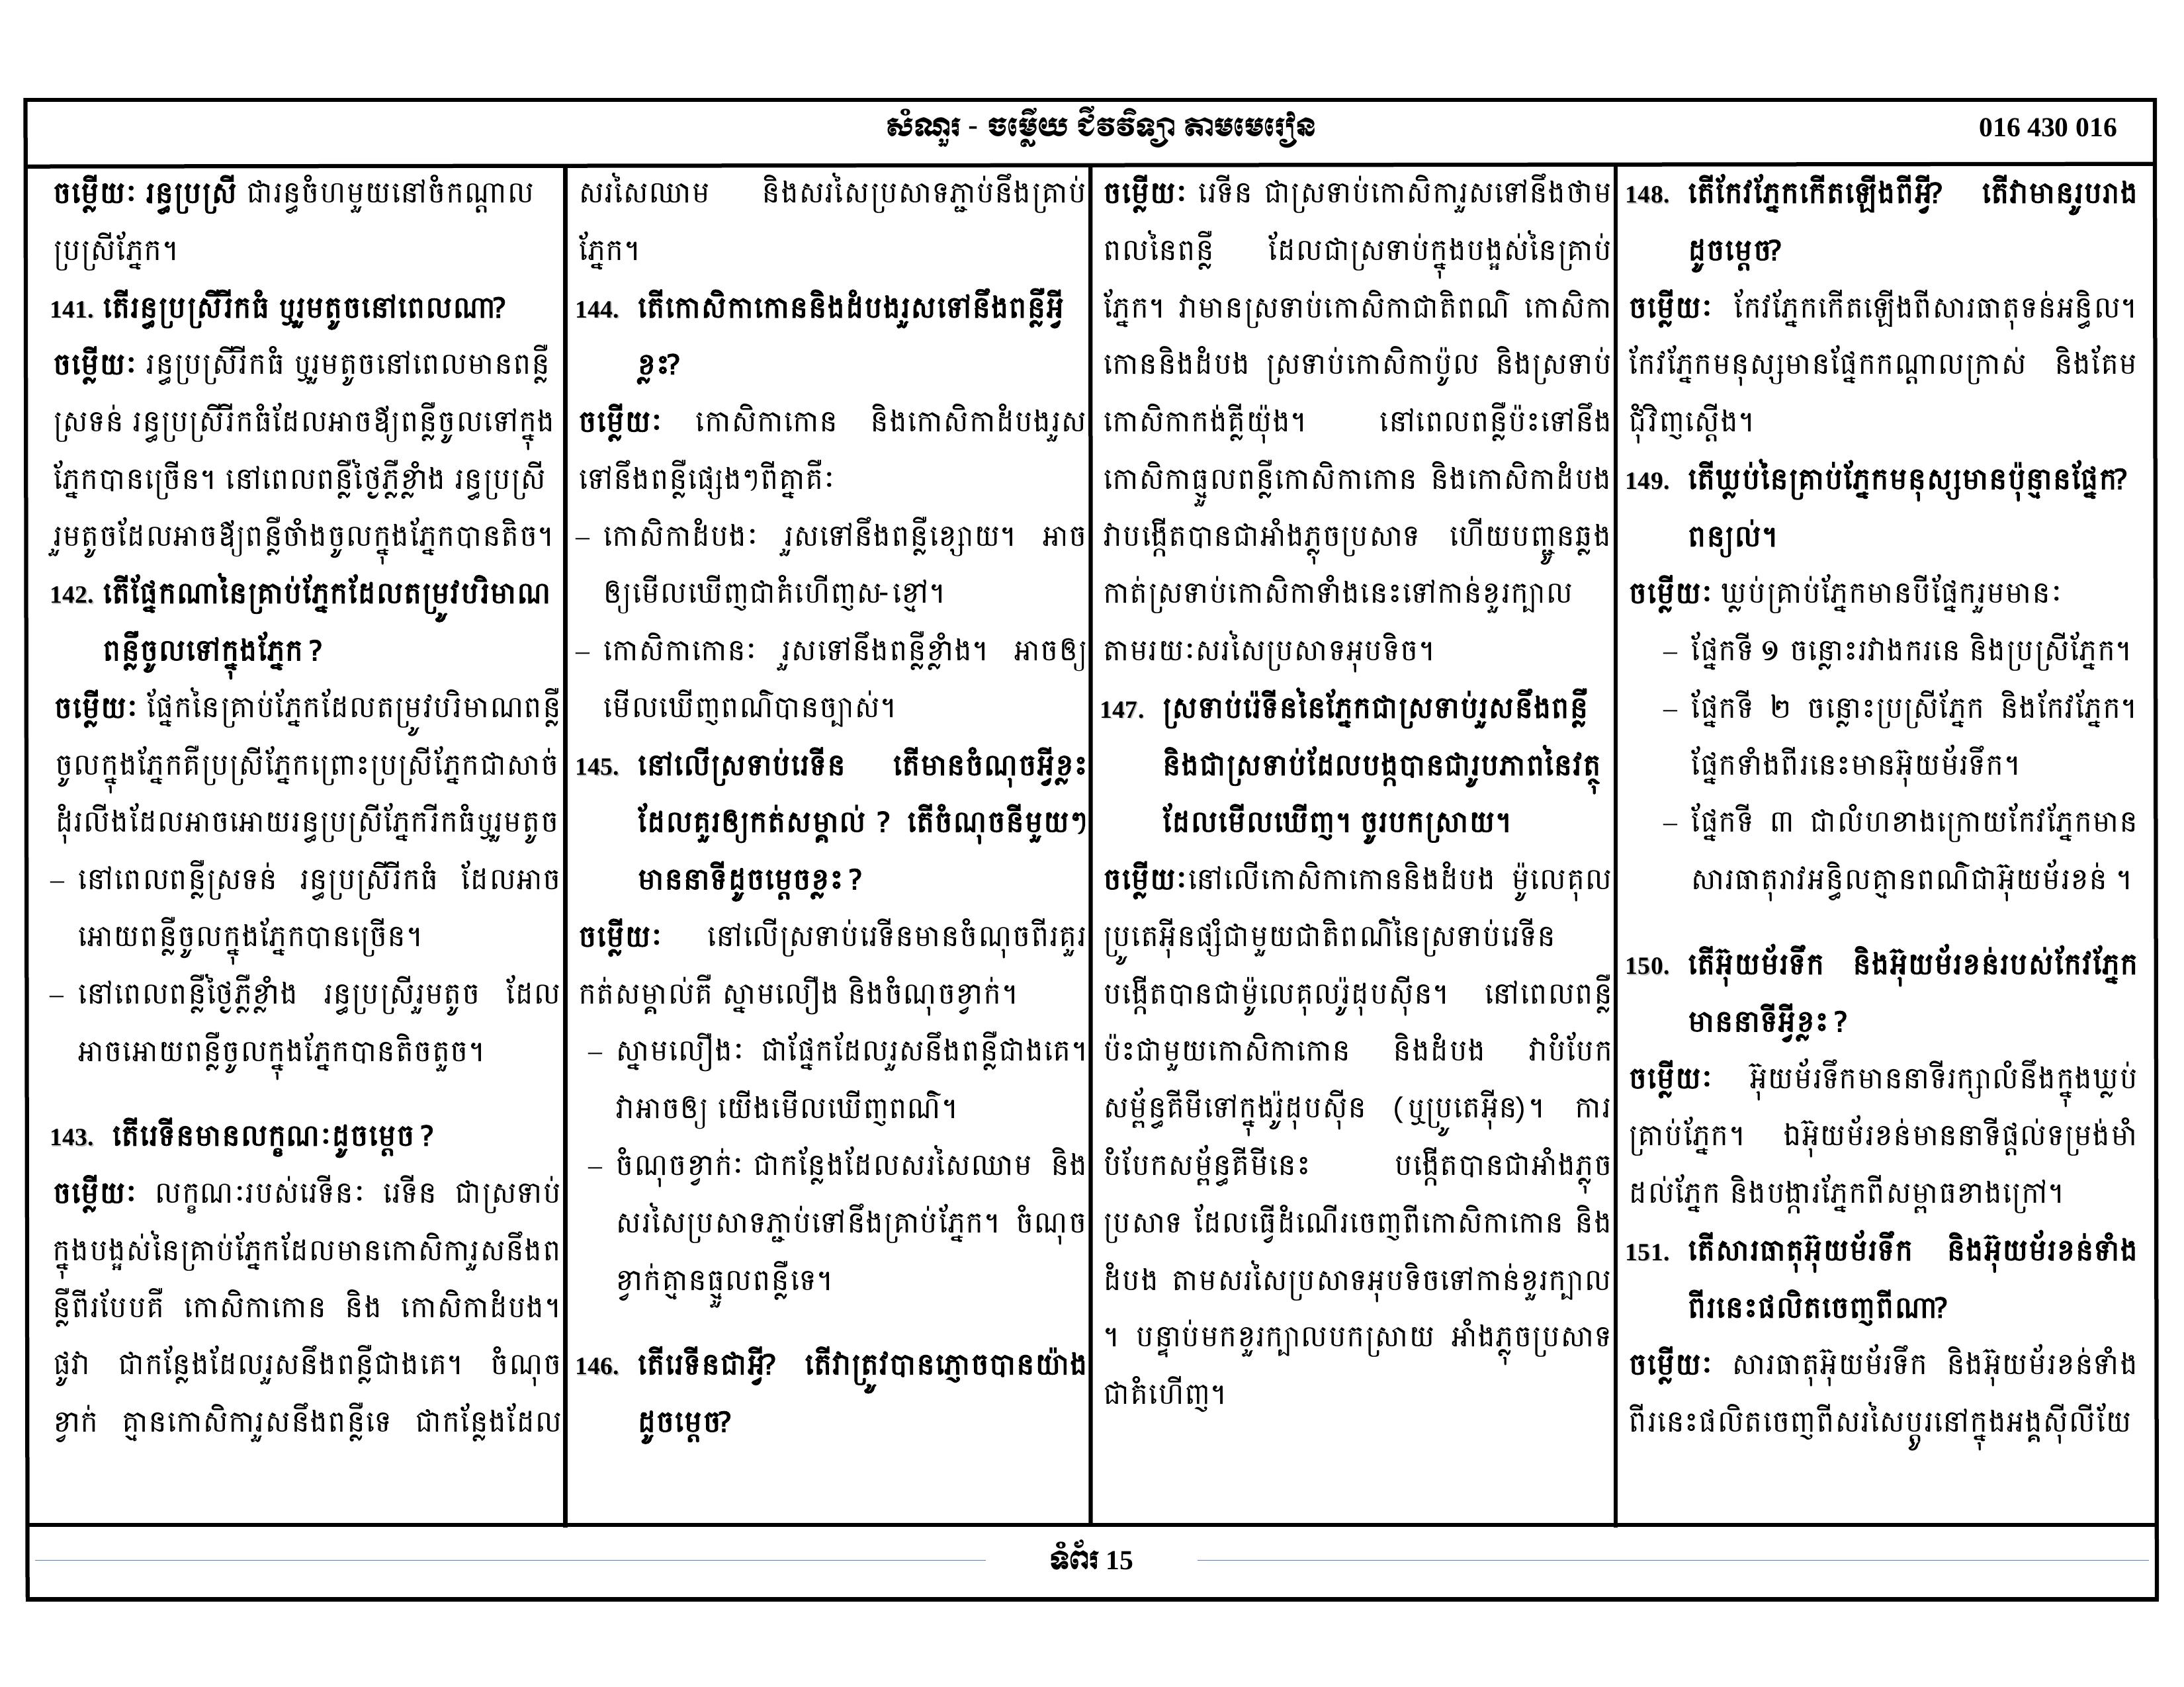 សំណួរ - ចម្លើយ ជីវវិទ្យា តាមមេរៀន
016 430 016
ចម្លើយៈ រន្ធប្រស្រី ជារន្ធចំហមួយនៅចំកណ្តាល
ប្រស្រីភ្នែក។
141. តើរន្ធប្រស្រីរីកធំ ឬរួមតូចនៅពេលណា?
ចម្លើយៈ រន្ធប្រស្រីរីកធំ ឬរួមតូចនៅពេលមានពន្លឺ
ស្រទន់ រន្ធប្រស្រីរីកធំដែលអាចឪ្យពន្លឺចូលទៅក្នុង
ភ្នែកបានច្រើន។ នៅពេលពន្លឺថ្ងៃភ្លឺខ្លាំង រន្ធប្រស្រី
រួមតូចដែលអាចឪ្យពន្លឺចាំងចូលក្នុងភ្នែកបានតិច។
142. តើផ្នែកណានៃគ្រាប់ភ្នែកដែលតម្រូវបរិមាណ
ពន្លឺចូលទៅក្នុងភ្នែក ?
ចម្លើយៈ ផ្នែកនៃគ្រាប់ភ្នែកដែលតម្រូវបរិមាណពន្លឺ
ចូលក្នុងភ្នែកគឺប្រស្រីភ្នែកព្រោះប្រស្រីភ្នែកជាសាច់
ដុំរលីងដែលអាចអោយរន្ធប្រស្រីភ្នែករីកធំឬរួមតូច
– នៅពេលពន្លឺស្រទន់ រន្ធប្រស្រីរីកធំ ដែលអាច
អោយពន្លឺចូលក្នុងភ្នែកបានច្រើន។
– នៅពេលពន្លឺថ្ងៃភ្លឺខ្លាំង រន្ធប្រស្រីរួមតូច ដែល
អាចអោយពន្លឺចូលក្នុងភ្នែកបានតិចតួច។
143. តើរេទីនមានលក្ខណៈដូចម្តេច ?
ចម្លើយៈ លក្ខណៈរបស់រេទីនៈ រេទីន ជាស្រទាប់
ក្នុងបង្អស់នៃគ្រាប់ភ្នែកដែលមានកោសិការួសនឹងព
ន្លឺពីរបែបគឺ កោសិកាកោន និង កោសិកាដំបង។
ផូវា ជាកន្លែងដែលរួសនឹងពន្លឺជាងគេ។ ចំណុច
ខ្វាក់ គ្មានកោសិការួសនឹងពន្លឺទេ ជាកន្លែងដែល
សរសៃឈាម និងសរសៃប្រសាទភ្ជាប់នឹងគ្រាប់
ភ្នែក។
144. តើកោសិកាកោននិងដំបងរួសទៅនឹងពន្លឺអ្វី
ខ្លះ?
ចម្លើយៈ កោសិកាកោន និងកោសិកាដំបងរួស
ទៅនឹងពន្លឺផ្សេងៗពីគ្នាគឺៈ
– កោសិកាដំបងៈ រួសទៅនឹងពន្លឺខ្សោយ។ អាច
ឲ្យមើលឃើញជាគំហើញស- ខ្មៅ។
– កោសិកាកោនៈ រួសទៅនឹងពន្លឺខ្លាំង។ អាចឲ្យ
មើលឃើញពណ៌បានច្បាស់។
145. នៅលើស្រទាប់រេទីន តើមានចំណុចអ្វីខ្លះ
ដែលគួរឲ្យកត់សម្គាល់ ? តើចំណុចនីមួយៗ
មាននាទីដូចម្តេចខ្លះ ?
ចម្លើយៈ នៅលើស្រទាប់រេទីនមានចំណុចពីរគួរ
កត់សម្គាល់គឺ ស្នាមលឿង និងចំណុចខ្វាក់។
– ស្នាមលឿងៈ ជាផ្នែកដែលរួសនឹងពន្លឺជាងគេ។
វាអាចឲ្យ យើងមើលឃើញពណ៌។
– ចំណុចខ្វាក់ៈ ជាកន្លែងដែលសរសៃឈាម និង
សរសៃប្រសាទភ្ជាប់ទៅនឹងគ្រាប់ភ្នែក។ ចំណុច
ខ្វាក់គ្មានធ្មួលពន្លឺទេ។
146. តើរេទីនជាអ្វី? តើវាត្រូវបានភ្ញោចបានយ៉ាង
ដូចម្តេច?
ចម្លើយៈ រេទីន ជាស្រទាប់កោសិការួសទៅនឹងថាម
ពលនៃពន្លឺ ដែលជាស្រទាប់ក្នុងបង្អស់នៃគ្រាប់
ភ្នែក។ វាមានស្រទាប់កោសិកាជាតិពណ៌ កោសិកា
កោននិងដំបង ស្រទាប់កោសិកាប៉ូល និងស្រទាប់
កោសិកាកង់គ្លីយ៉ុង។ នៅពេលពន្លឺប៉ះទៅនឹង
កោសិកាធ្មួលពន្លឺកោសិកាកោន និងកោសិកាដំបង
វាបង្កើតបានជាអាំងភ្លុចប្រសាទ ហើយបញ្ជូនឆ្លង
កាត់ស្រទាប់កោសិកាទាំងនេះទៅកាន់ខួរក្បាល
តាមរយៈសរសៃប្រសាទអុបទិច។
147. ស្រទាប់រ៉េទីននៃភ្នែកជាស្រទាប់រួសនឹងពន្លឺ
និងជាស្រទាប់ដែលបង្កបានជារូបភាពនៃវត្ថុ
ដែលមើលឃើញ។ ចូរបកស្រាយ។
ចម្លើយៈនៅលើកោសិកាកោននិងដំបង ម៉ូលេគុល
ប្រូតេអ៊ីនផ្សំជាមួយជាតិពណ៌នៃស្រទាប់រេទីន
បង្កើតបានជាម៉ូលេគុលរ៉ូដុបស៊ីន។ នៅពេលពន្លឺ
ប៉ះជាមួយកោសិកាកោន និងដំបង វាបំបែក
សម្ព័ន្ធគីមីទៅក្នុងរ៉ូដុបស៊ីន (ឬប្រូតេអ៊ីន)។ ការ
បំបែកសម្ព័ន្ធគីមីនេះ បង្កើតបានជាអាំងភ្លុច
ប្រសាទ ដែលធ្វើដំណើរចេញពីកោសិកាកោន និង
ដំបង តាមសរសៃប្រសាទអុបទិចទៅកាន់ខួរក្បាល
។ បន្ទាប់មកខួរក្បាលបកស្រាយ អាំងភ្លុចប្រសាទ
ជាគំហើញ។
148. តើកែវភ្នែកកើតឡើងពីអ្វី? តើវាមានរូបរាង
ដូចម្តេច?
ចម្លើយៈ កែវភ្នែកកើតឡើងពីសារធាតុទន់អន្ធិល។
កែវភ្នែកមនុស្សមានផ្នែកកណ្តាលក្រាស់ និងគែម
ជុំវិញស្តើង។
149. តើឃ្លប់នៃគ្រាប់ភ្នែកមនុស្សមានប៉ុន្មានផ្នែក?
ពន្យល់។
ចម្លើយៈ ឃ្លប់គ្រាប់ភ្នែកមានបីផ្នែករួមមានៈ
– ផ្នែកទី ១ ចន្លោះរវាងករនេ និងប្រស្រីភ្នែក។
– ផ្នែកទី ២ ចន្លោះប្រស្រីភ្នែក និងកែវភ្នែក។
ផ្នែកទាំងពីរនេះមានអ៊ុយម័រទឹក។
– ផ្នែកទី ៣ ជាលំហខាងក្រោយកែវភ្នែកមាន
សារធាតុរាវអន្ធិលគ្មានពណ៌ជាអ៊ុយម័រខន់ ។
150. តើអ៊ុយម័រទឹក និងអ៊ុយម័រខន់របស់កែវភ្នែក
មាននាទីអ្វីខ្លះ ?
ចម្លើយៈ អ៊ុយម័រទឹកមាននាទីរក្សាលំនឹងក្នុងឃ្លប់
គ្រាប់ភ្នែក។ ឯអ៊ុយម័រខន់មាននាទីផ្តល់ទម្រង់មាំ
ដល់ភ្នែក និងបង្ការភ្នែកពីសម្ពាធខាងក្រៅ។
151. តើសារធាតុអ៊ុយម័រទឹក និងអ៊ុយម័រខន់ទាំង
ពីរនេះផលិតចេញពីណា?
ចម្លើយៈ សារធាតុអ៊ុយម័រទឹក និងអ៊ុយម័រខន់ទាំង
ពីរនេះផលិតចេញពីសរសៃប្តូរនៅក្នុងអង្គស៊ីលីយែ
ទំព័រ 15